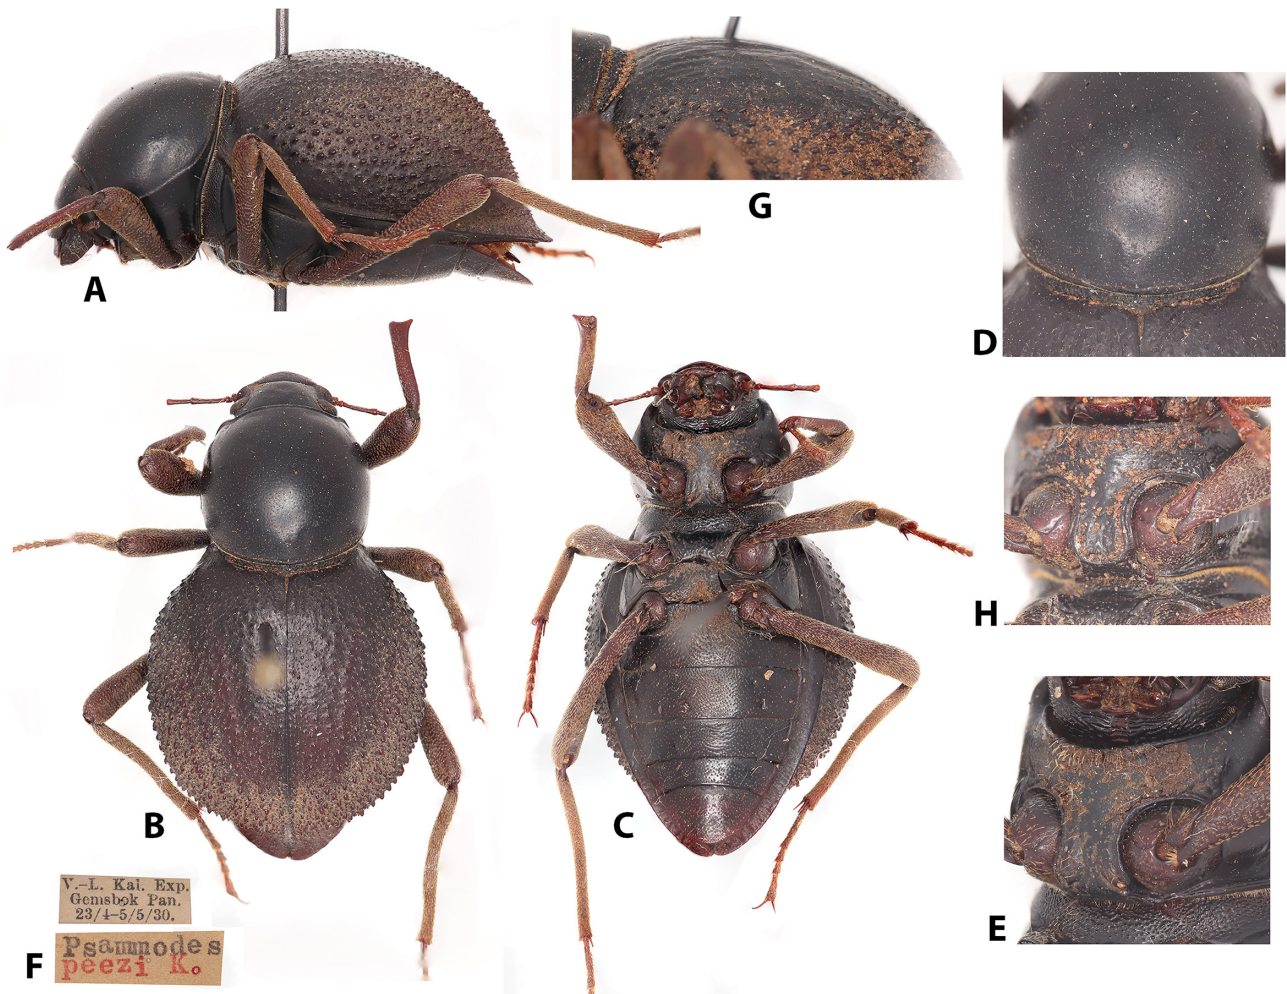 A
G
D
B
C
H
E
V.-L. Kal. Exp.
Gemsbok Pan.
23/4–5/5/30.
F
Psammodes
peezi K.